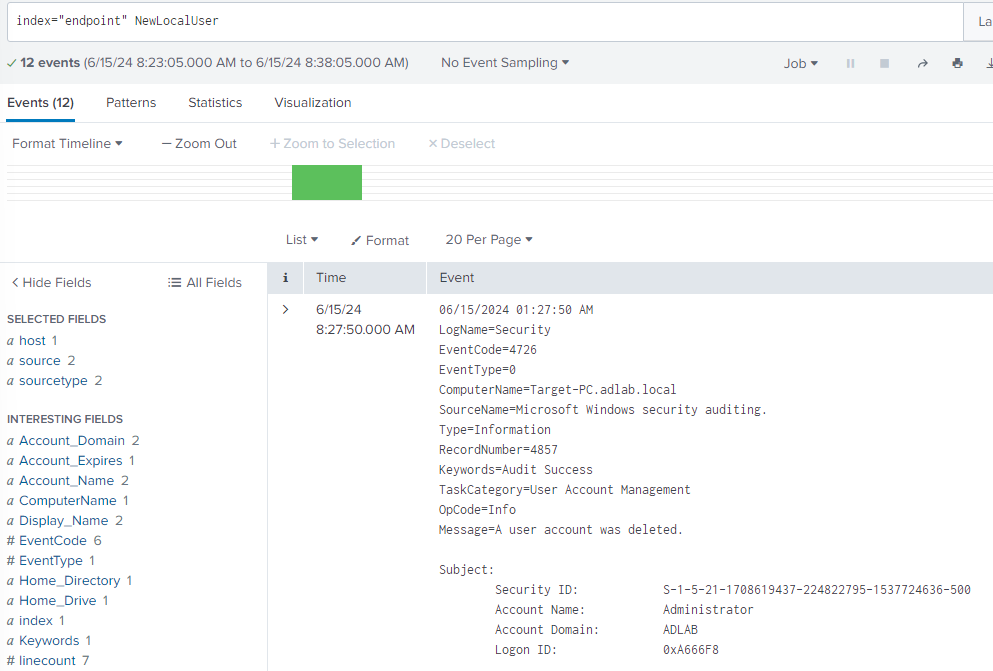 index="endpoint" NewLocalUser
La
✓ 12 events (6/15/24 8:23:05.000 AM to 6/15/24 8:38:05.000 AM) No Event Sampling ▾ Job ▾
Events (12) Patterns Statistics Visualization
Format Timeline ▾ — Zoom Out + Zoom to Selection × Deselect
List ▾ Format 20 Per Page ▾
< Hide Fields All Fields
i Time Event
SELECTED FIELDS
a host 1
a source 2
a sourcetype 2
INTERESTING FIELDS
a Account_Domain 2
a Account_Expires 1
a Account_Name 2
a ComputerName 1
a Display_Name 2
# EventCode 6
# EventType 1
a Home_Directory 1
a Home_Drive 1
a index 1
a Keywords 1
# linecount 7
> 6/15/24
8:27:50.000 AM
06/15/2024 01:27:50 AM
LogName=Security
EventCode=4726
EventType=0
ComputerName=Target-PC.adlab.local
SourceName=Microsoft Windows security auditing.
Type=Information
RecordNumber=4857
Keywords=Audit Success
TaskCategory=User Account Management
OpCode=Info
Message=A user account was deleted.
Subject:
Security ID: S-1-5-21-1708619437-224822795-1537724636-500
Account Name: Administrator
Account Domain: ADLAB
Logon ID: 0xA666F8